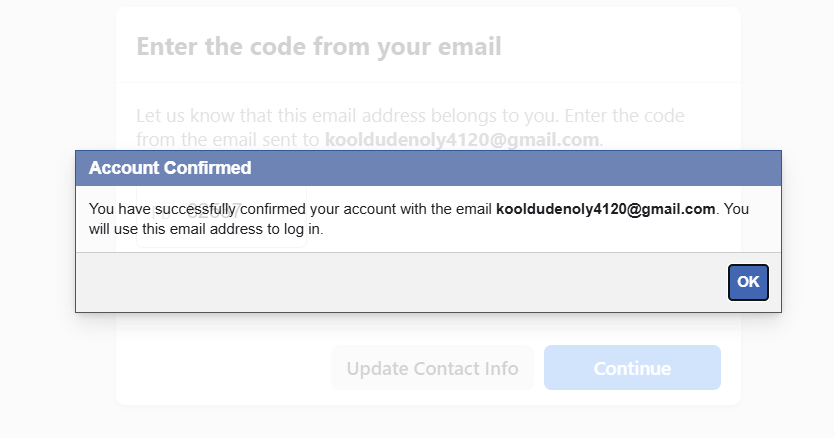 Enter the code from your email
Let us know that this email address belongs to you. Enter the code
from the email sent to kooldudenoly4120@gmail.com.
Account Confirmed
You have successfully confirmed your account with the email kooldudenoly4120@gmail.com. You
will use this email address to log in.
OK
Update Contact Info
Continue